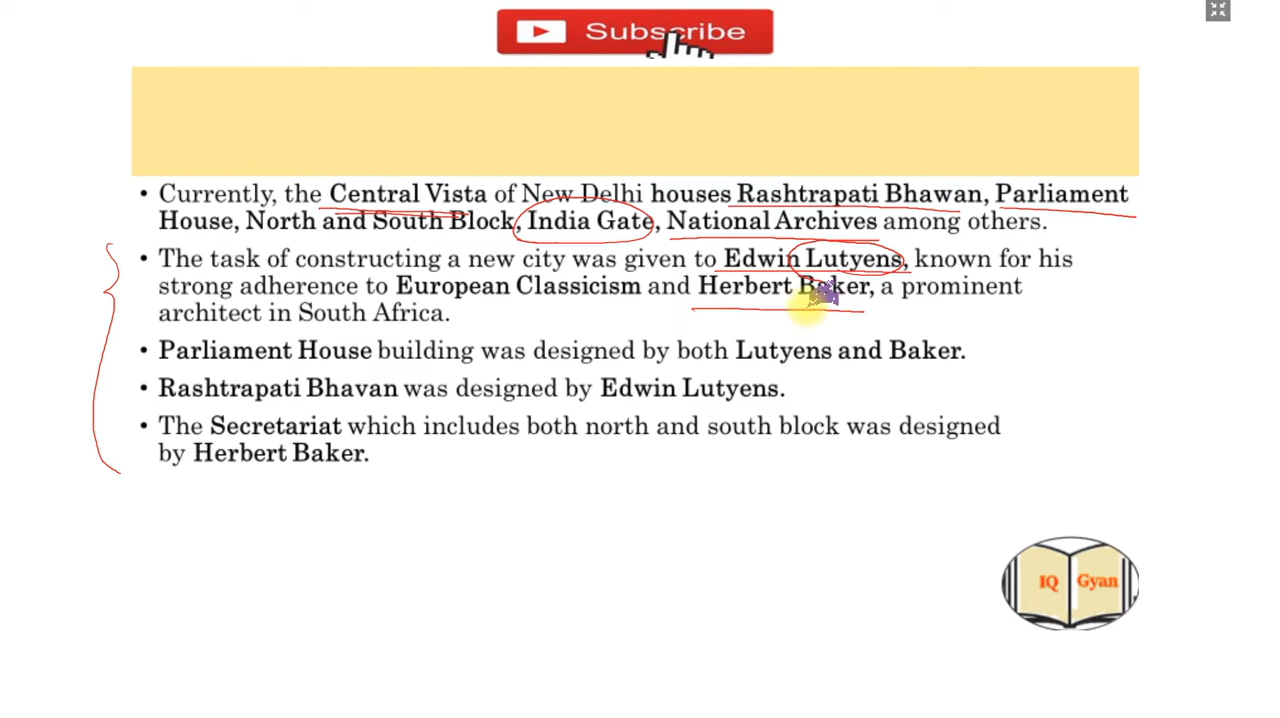 Subscribe
• Currently, the Central Vista of New Delhi houses Rashtrapati Bhawan, Parliament
House, North and South Block, India Gate, National Archives among others.
• The task of constructing a new city was given to Edwin Lutyens, known for his
strong adherence to European Classicism and Herbert Baker, a prominent
architect in South Africa.
• Parliament House building was designed by both Lutyens and Baker.
• Rashtrapati Bhavan was designed by Edwin Lutyens.
• The Secretariat which includes both north and south block was designed
by Herbert Baker.
IQ Gyan